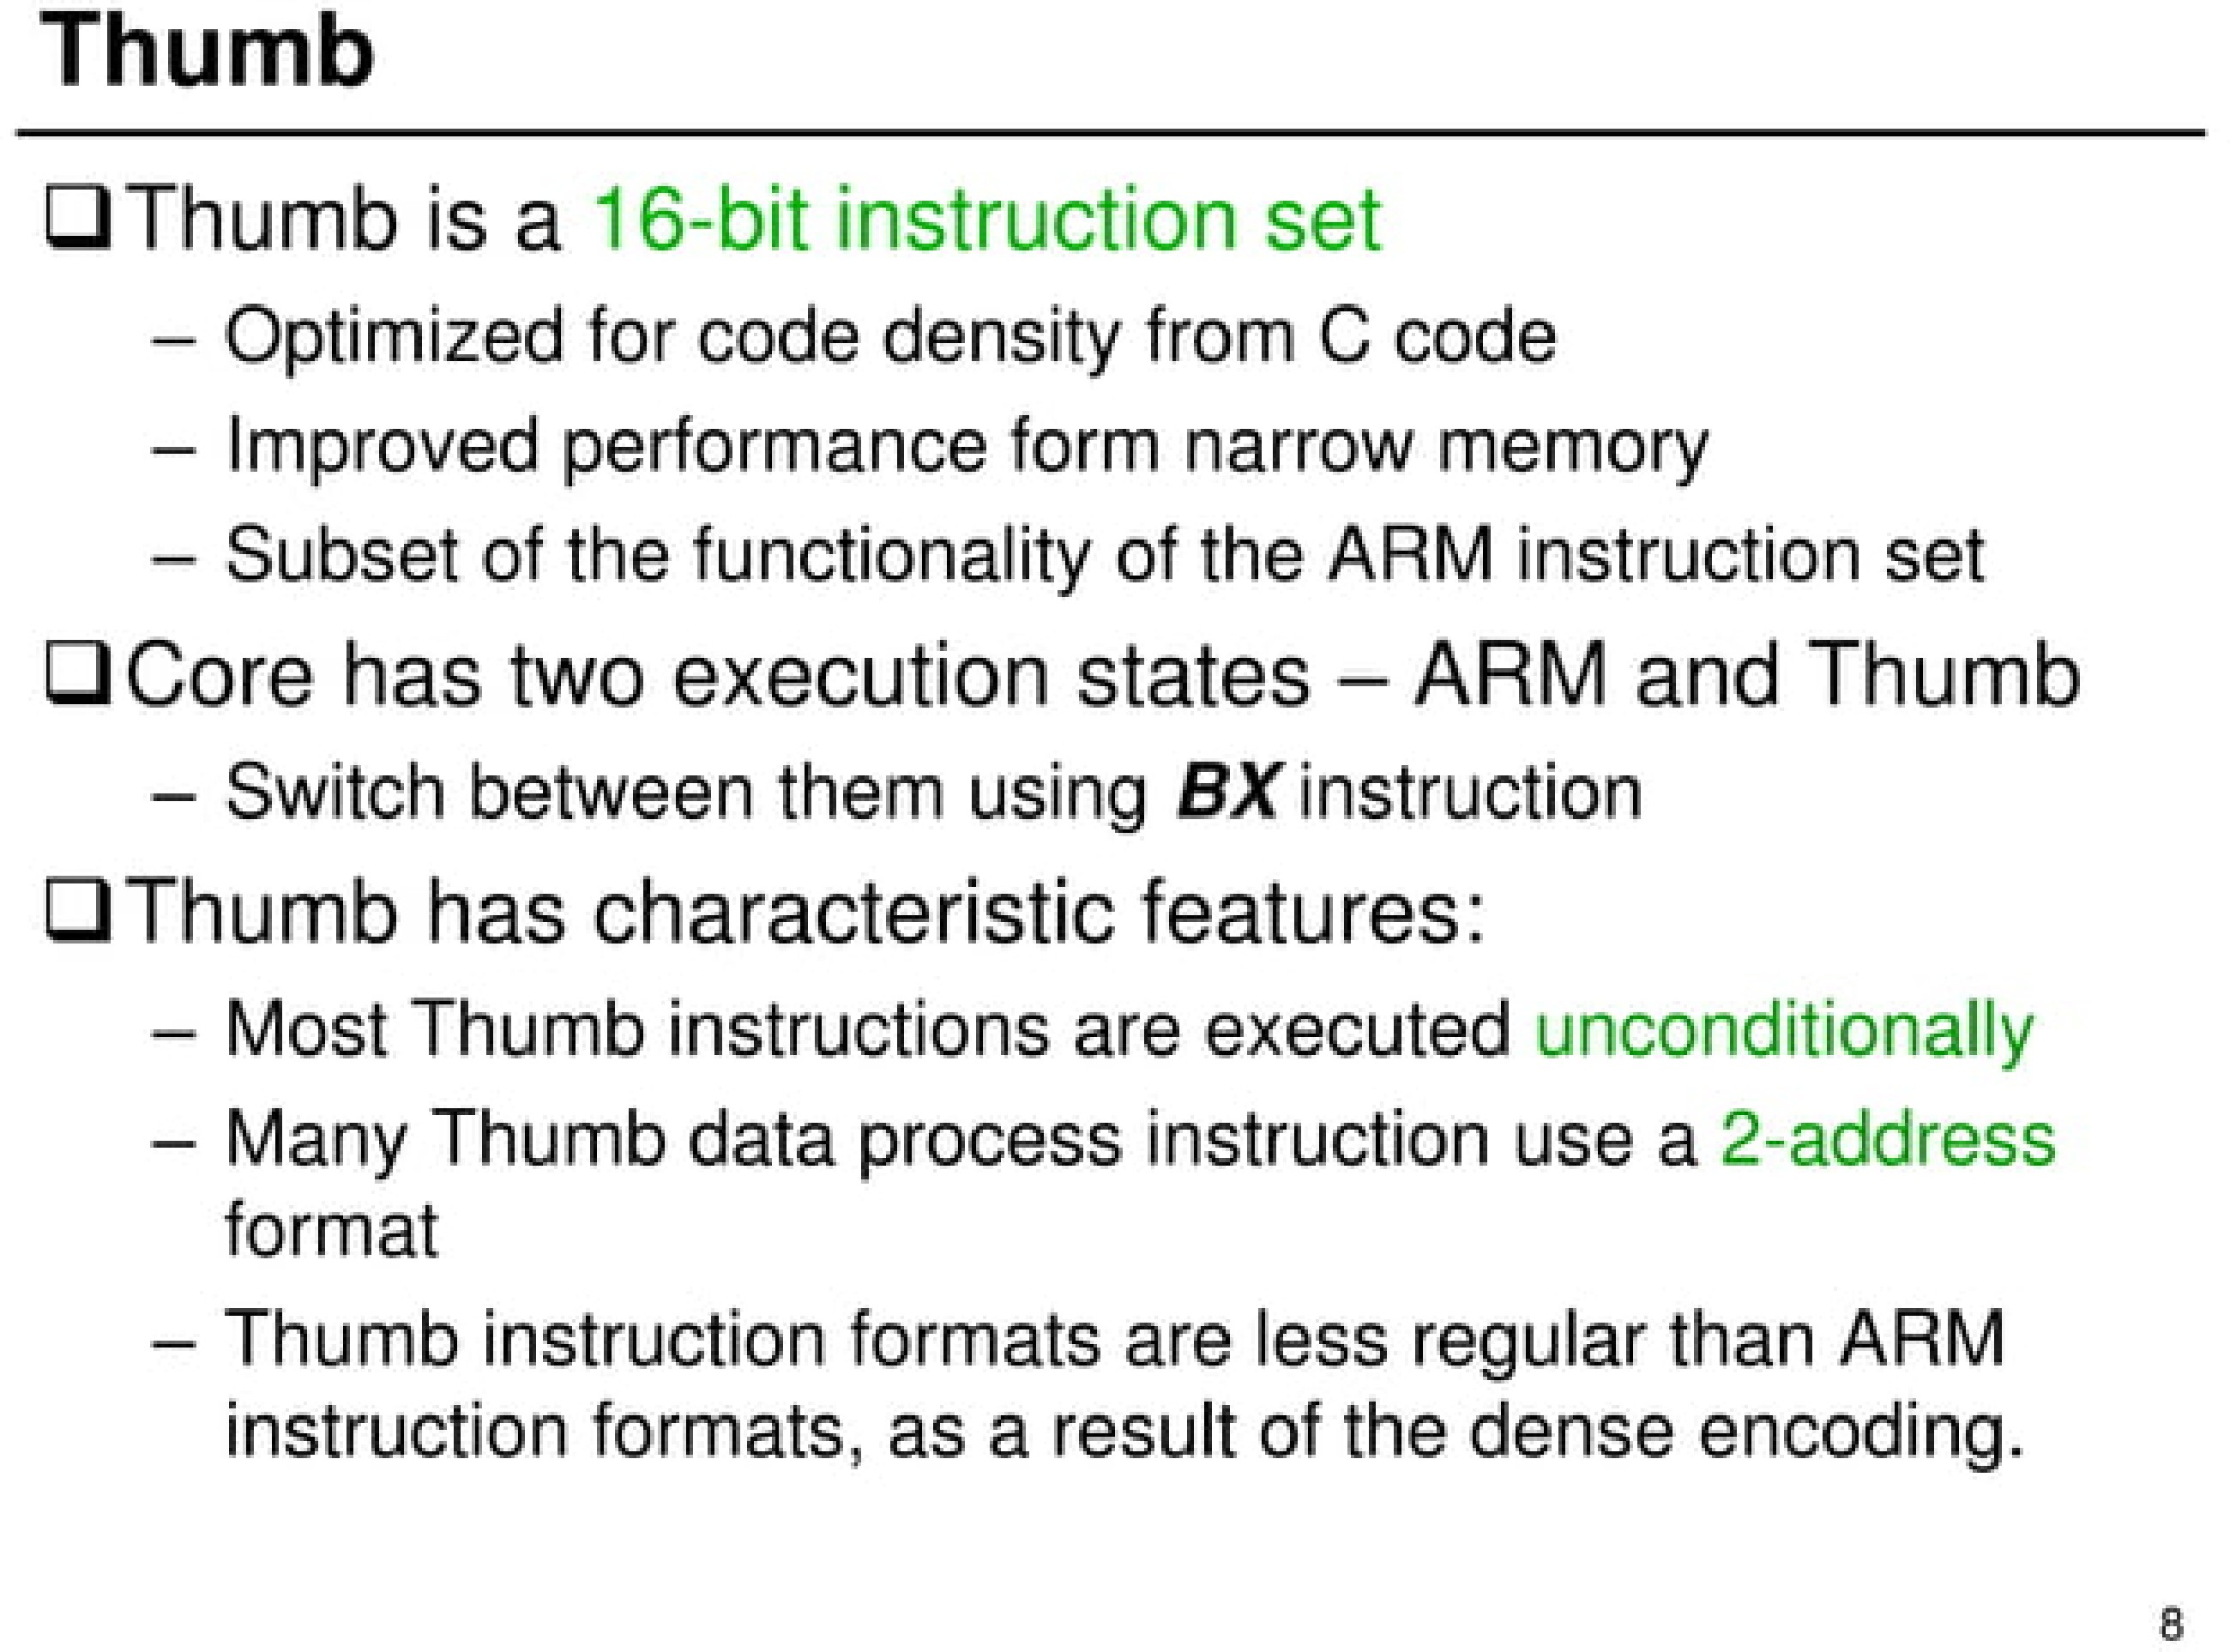 Thumb
❑Thumb is a 16-bit instruction set
– Optimized for code density from C code
– Improved performance form narrow memory
– Subset of the functionality of the ARM instruction set
❑Core has two execution states – ARM and Thumb
– Switch between them using BX instruction
❑Thumb has characteristic features:
– Most Thumb instructions are executed unconditionally
– Many Thumb data process instruction use a 2-address
format
– Thumb instruction formats are less regular than ARM
instruction formats, as a result of the dense encoding.
8